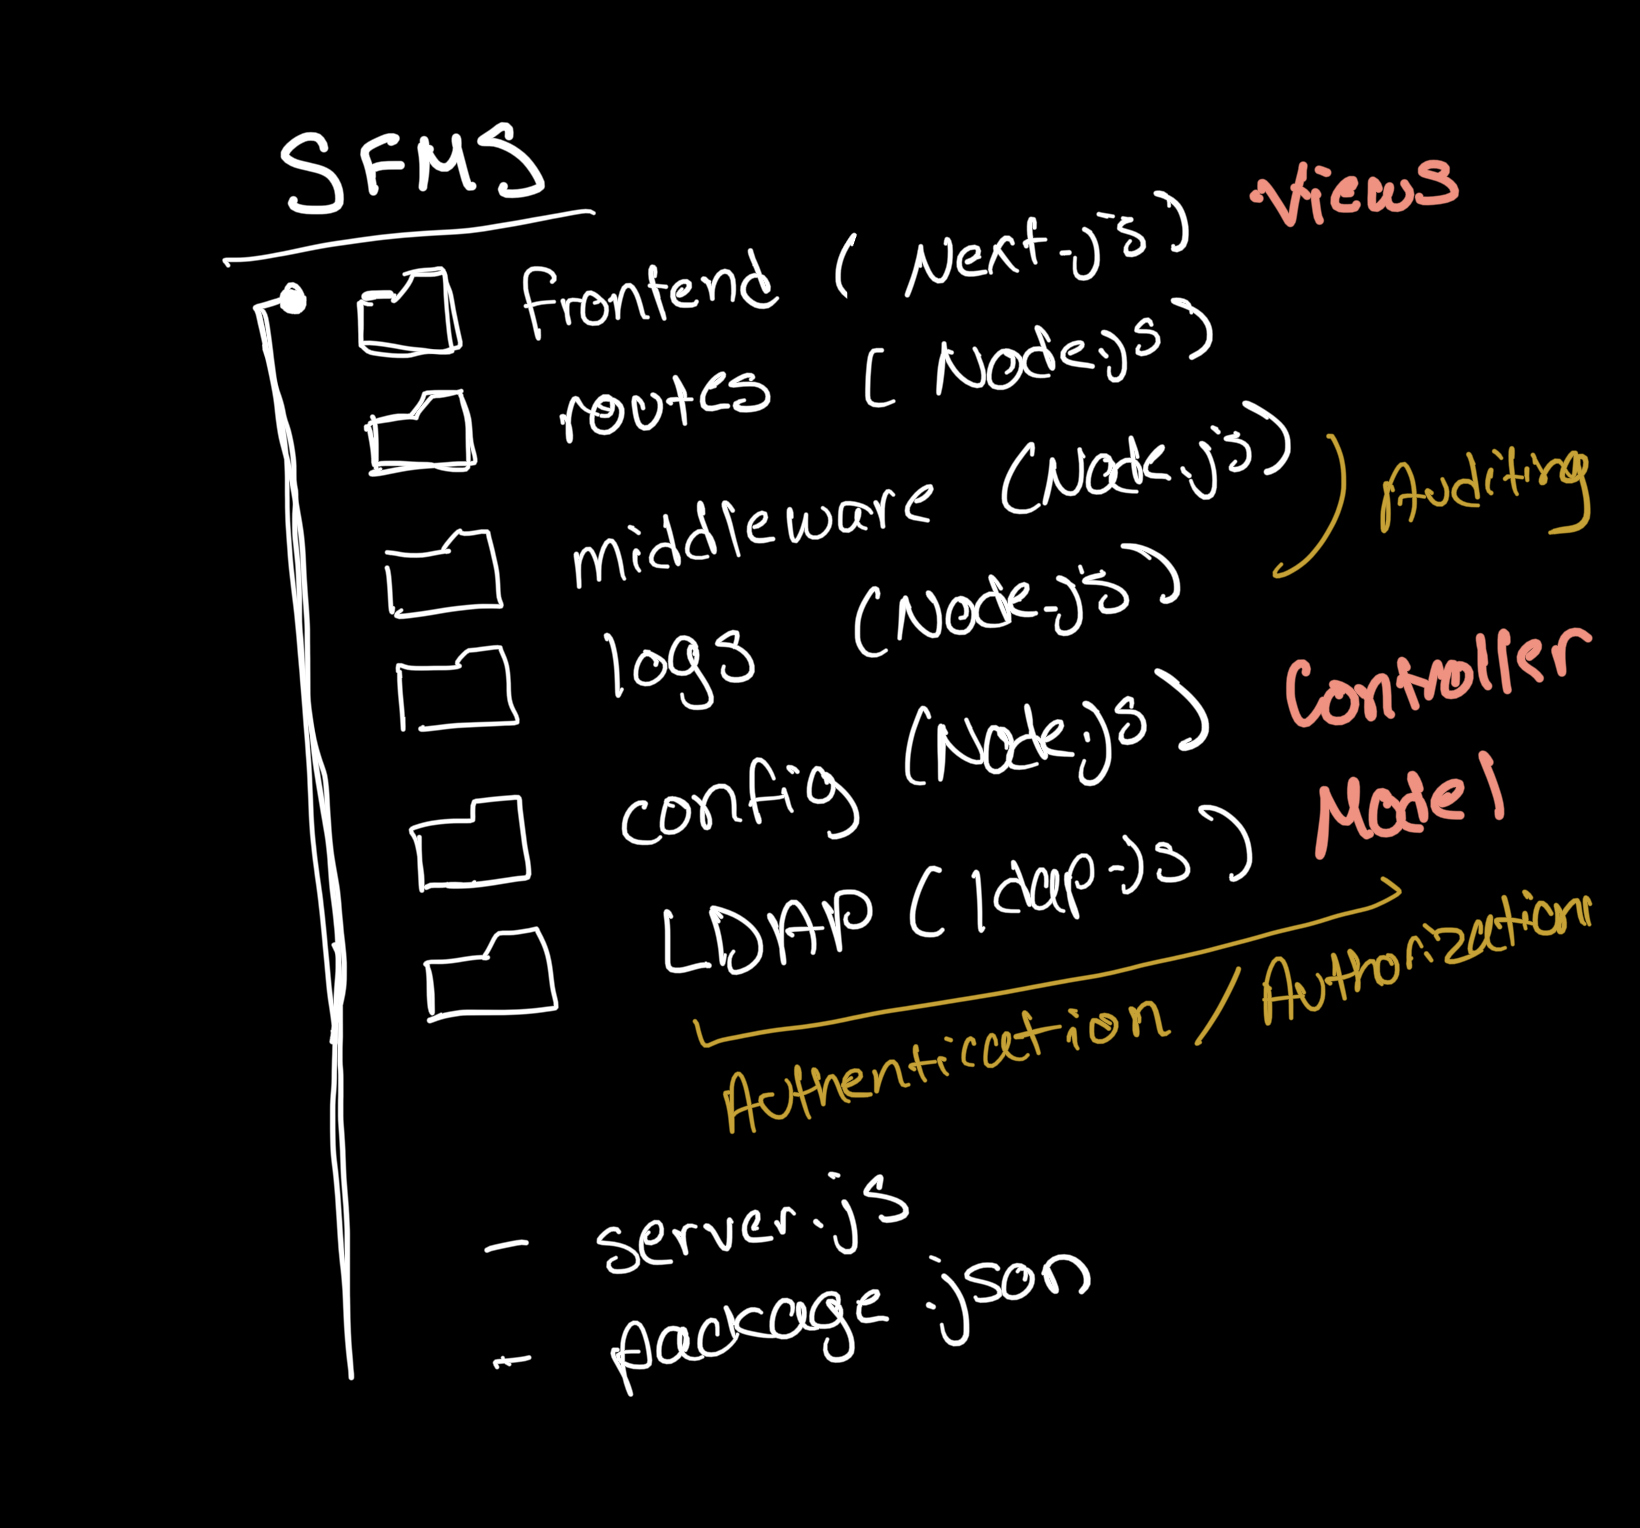 SFMS
frontend (Next.js) Views
routes (Node.js)
middleware (Node.js) Auditing
logs (Node.js)
config (Node.js) Controller
LDAP (ldap.js) Model
Authentication / Authorization
- server.js
- package.json